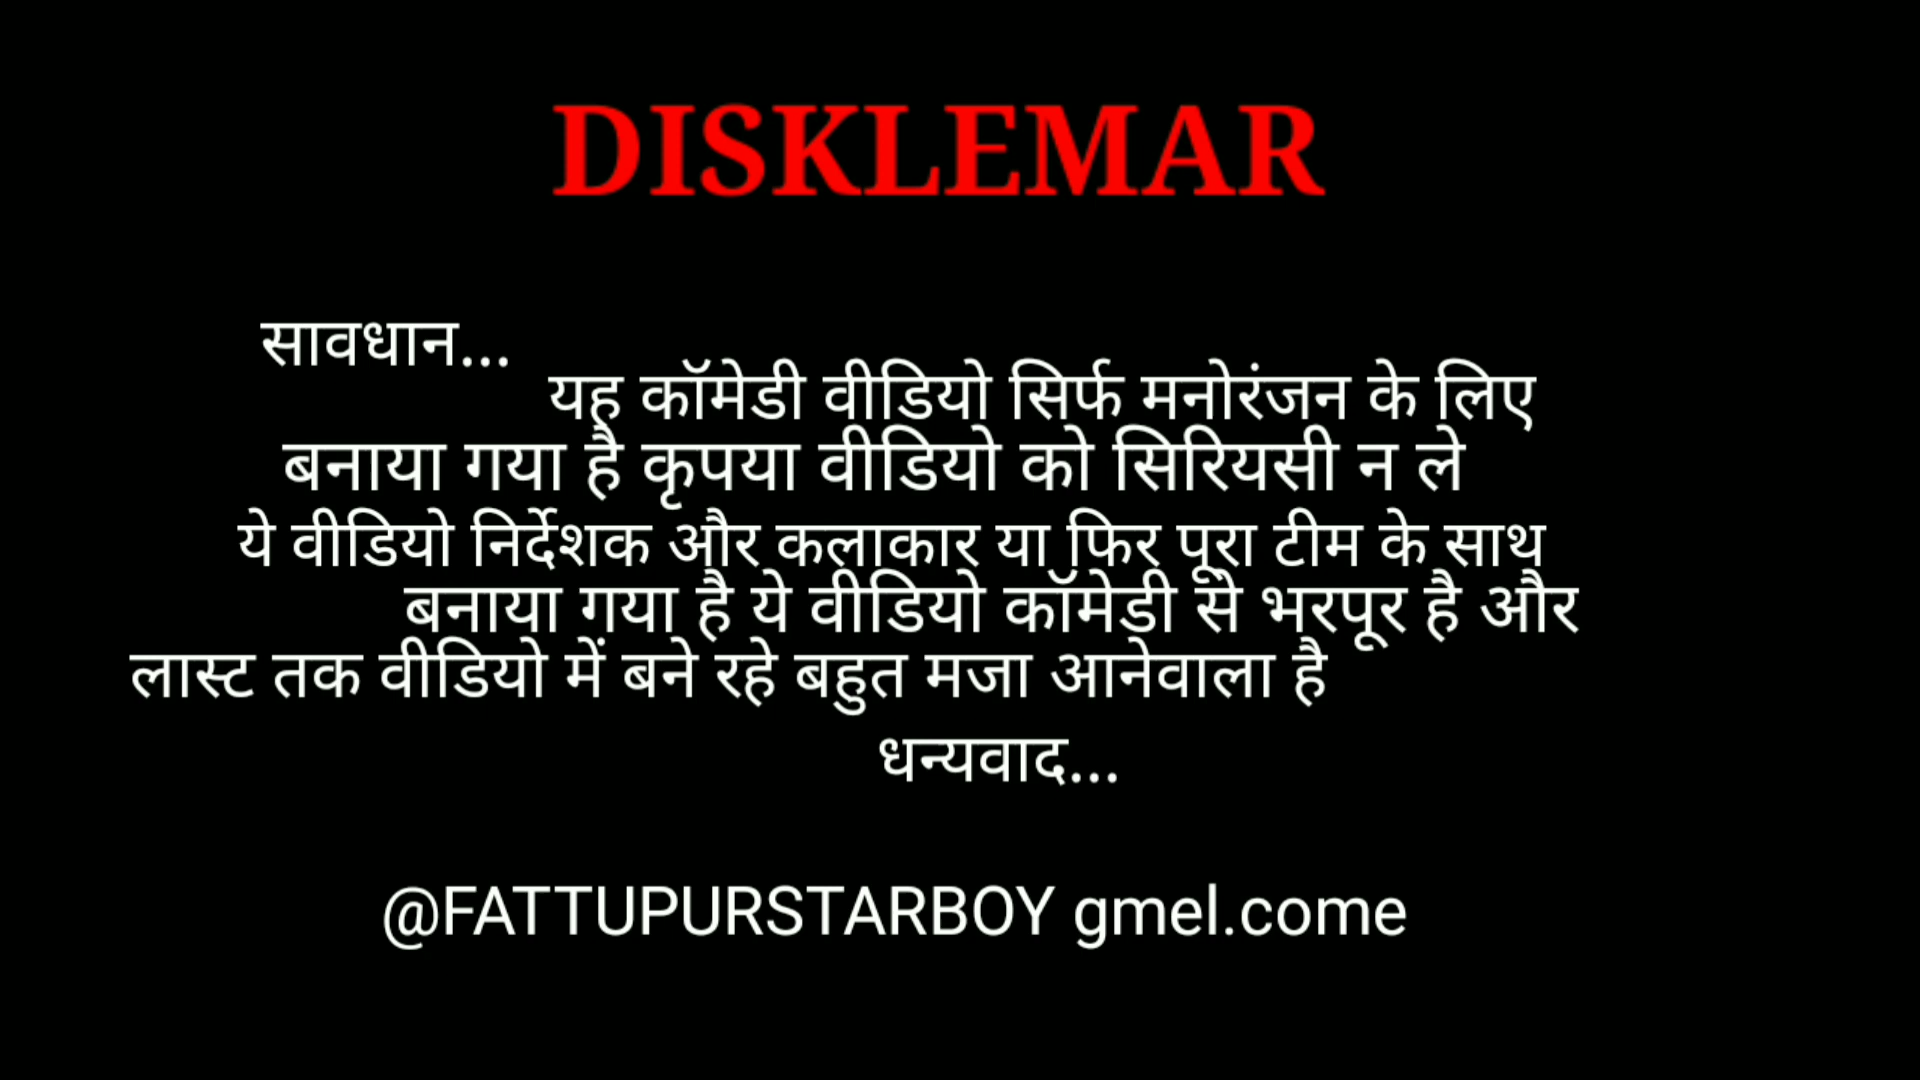 DISKLEMAR
सावधान...
यह कॉमेडी वीडियो सिर्फ मनोरंजन के लिए
बनाया गया है कृपया वीडियो को सिरियसी न ले
ये वीडियो निर्देशक और कलाकार या फिर पूरा टीम के साथ
बनाया गया है ये वीडियो कॉमेडी से भरपूर है और
लास्ट तक वीडियो में बने रहे बहुत मजा आनेवाला है
धन्यवाद...
@FATTUPURSTARBOY gmel.come